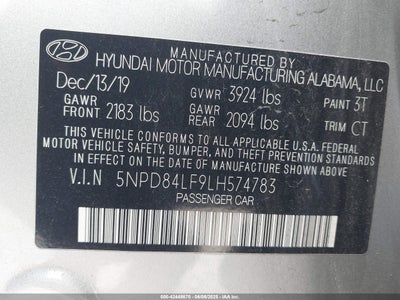 MANUFACTURED BY
HYUNDAI MOTOR MANUFACTURING ALABAMA, LLC
Dec/13/19 GVWR 3924 lbs PAINT 3T
GAWR FRONT 2183 lbs GAWR REAR 2094 lbs TRIM CT
THIS VEHICLE CONFORMS TO ALL APPLICABLE U.S.A FEDERAL
MOTOR VEHICLE SAFETY, BUMPER, AND THEFT PREVENTION
STANDARDS IN EFFECT ON THE DATE OF MANUFACTURE
SHOWN ABOVE.
V.I.N 5NPD84LF9LH574783
PASSENGER CAR